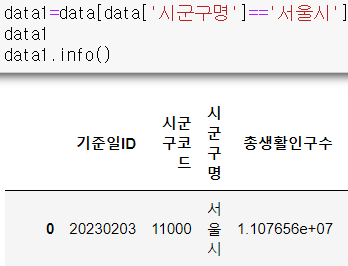 data1=data[data['시군구명']=='서울시']
data1
data1.info()
기준일ID 시군구코드 시군구명 총생활인구수
0 20230203 11000 서울시 1.107656e+07